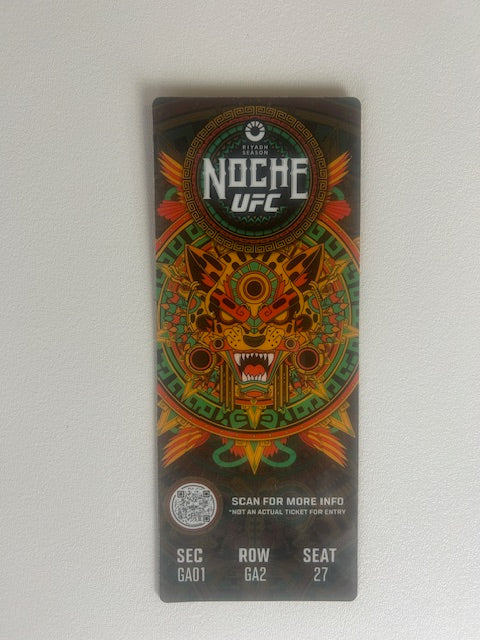 RIYADH
SEASON
NOCHE
UFC
SCAN FOR MORE INFO
*NOT AN ACTUAL TICKET FOR ENTRY
SEC ROW SEAT
GA01 GA2 27